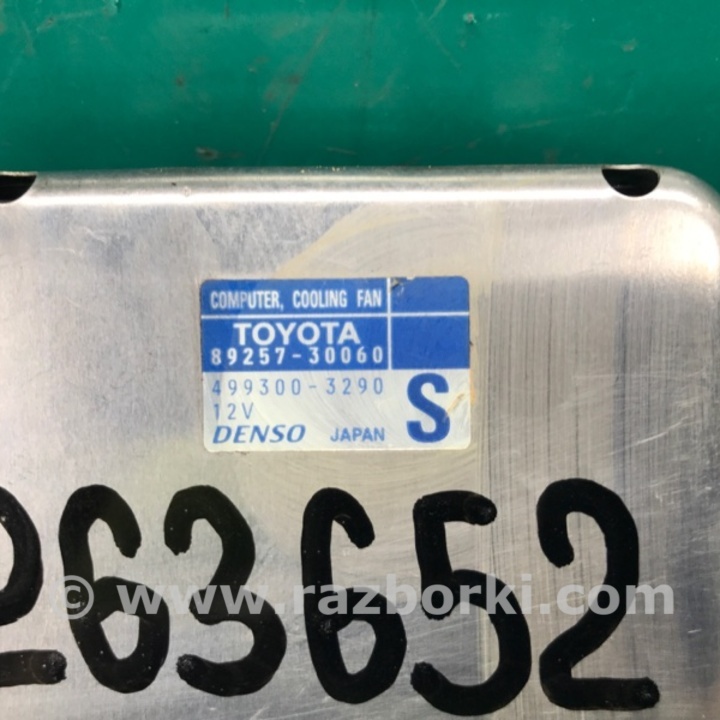 COMPUTER, COOLING FAN
TOYOTA
89257-30060
499300-3290
12V
S
DENSO JAPAN
263652
© www.razborki.com